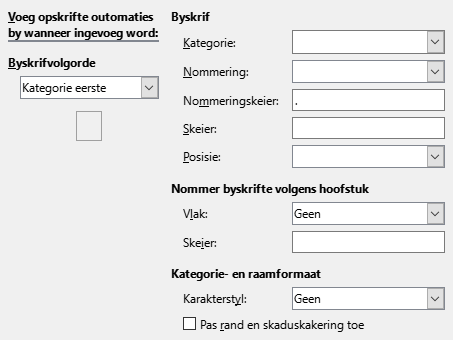 Voeg opskrifte outomaties
by wanneer ingevoeg word:
Byskrifvolgorde
Kategorie eerste
Byskrif
Kategorie:
Nommering:
Nommeringskeier: .
Skeier:
Posisie:
Nommer byskrifte volgens hoofstuk
Vlak: Geen
Skeier:
Kategorie- en raamformaat
Karakterstyl: Geen
Pas rand en skaduskakering toe